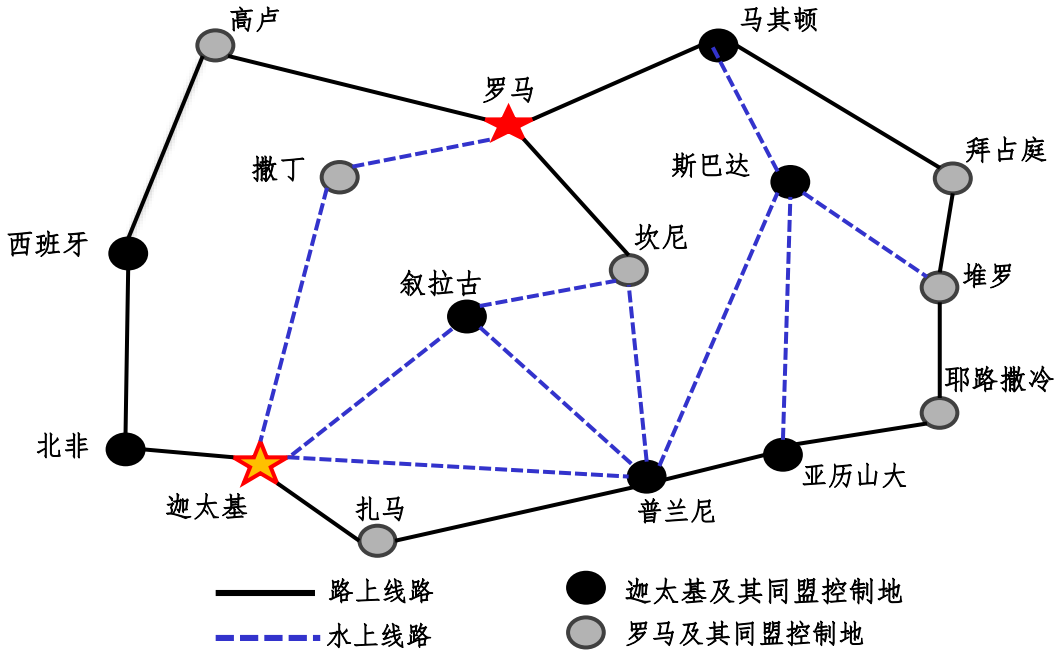 高卢
马其顿
罗马
拜占庭
撒丁
斯巴达
西班牙
坎尼
叙拉古
堆罗
耶路撒冷
北非
迦太基
扎马
普兰尼
亚历山大
路上线路
迦太基及其同盟控制地
水上线路
罗马及其同盟控制地